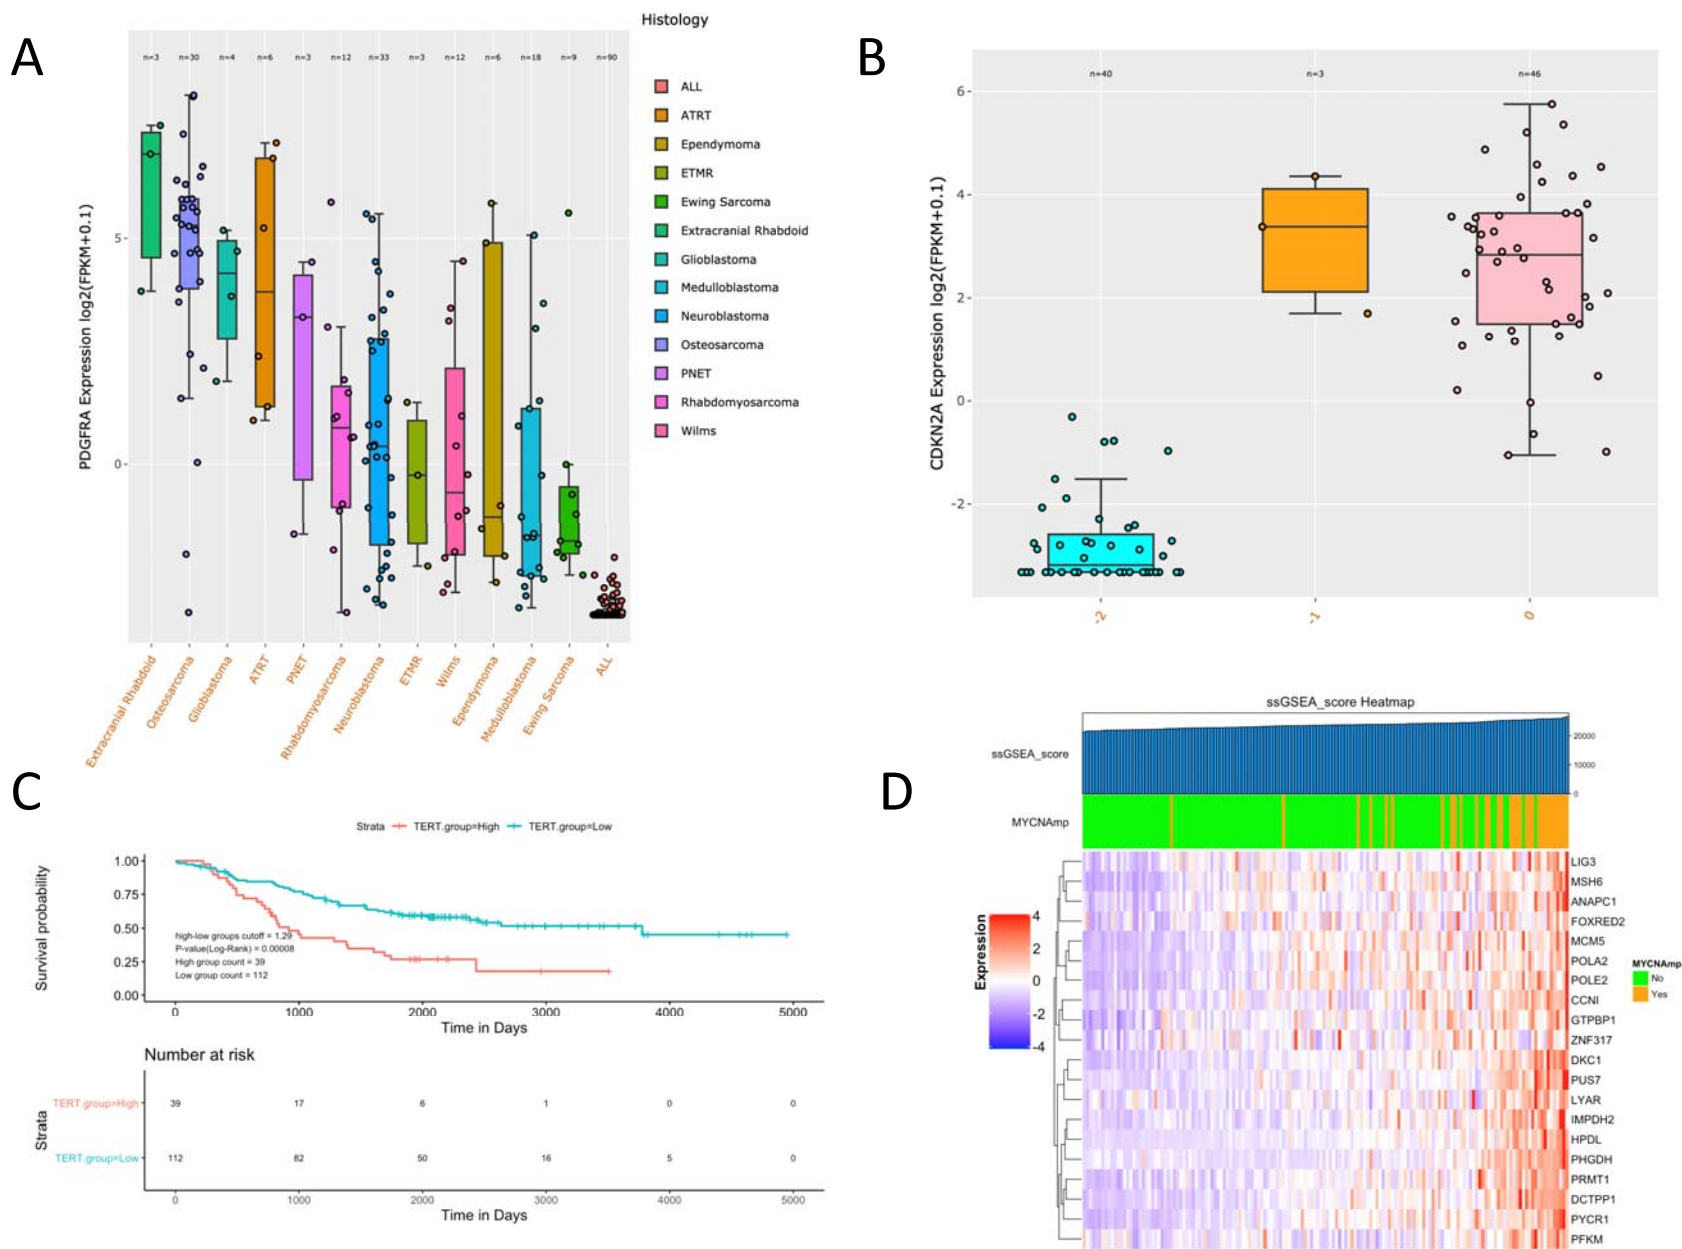 A
Histology
n=3 n=30 n=4 n=6 n=3 n=12 n=33 n=3 n=12 n=6 n=18 n=9 n=90
ALL
ATRT
Ependymoma
ETMR
Ewing Sarcoma
Extracranial Rhabdoid
Glioblastoma
Medulloblastoma
Neuroblastoma
Osteosarcoma
PNET
Rhabdomyosarcoma
Wilms
PDGFRA Expression log2(FPKM+0.1)
5
0
Extracranial Rhabdoid Osteosarcoma Glioblastoma ATRT PNET Rhabdomyosarcoma Neuroblastoma ETMR Wilms Ependymoma Medulloblastoma Ewing Sarcoma ALL
B
n=40 n=3 n=46
CDKN2A Expression log2(FPKM+0.1)
6
4
2
0
-2
-2 -1 0
C
Strata TERT.group=High TERT.group=Low
Survival probability
1.00
0.75
0.50
0.25
0.00
high-low groups cutoff = 1.29
P-value(Log-Rank) = 0.00008
High group count = 39
Low group count = 112
0 1000 2000 3000 4000 5000
Time in Days
Number at risk
Strata
TERT.group=High 39 17 6 1 0 0
TERT.group=Low 112 82 50 16 5 0
0 1000 2000 3000 4000 5000
Time in Days
D
ssGSEA_score Heatmap
ssGSEA_score
20000
10000
0
MYCNAmp
Expression
4
2
0
-2
-4
LIG3
MSH6
ANAPC1
FOXRED2
MCM5
POLA2
POLE2
CCNI
GTPBP1
ZNF317
DKC1
PUS7
LYAR
IMPDH2
HPDL
PHGDH
PRMT1
DCTPP1
PYCR1
PFKM
MYCNAmp
No
Yes